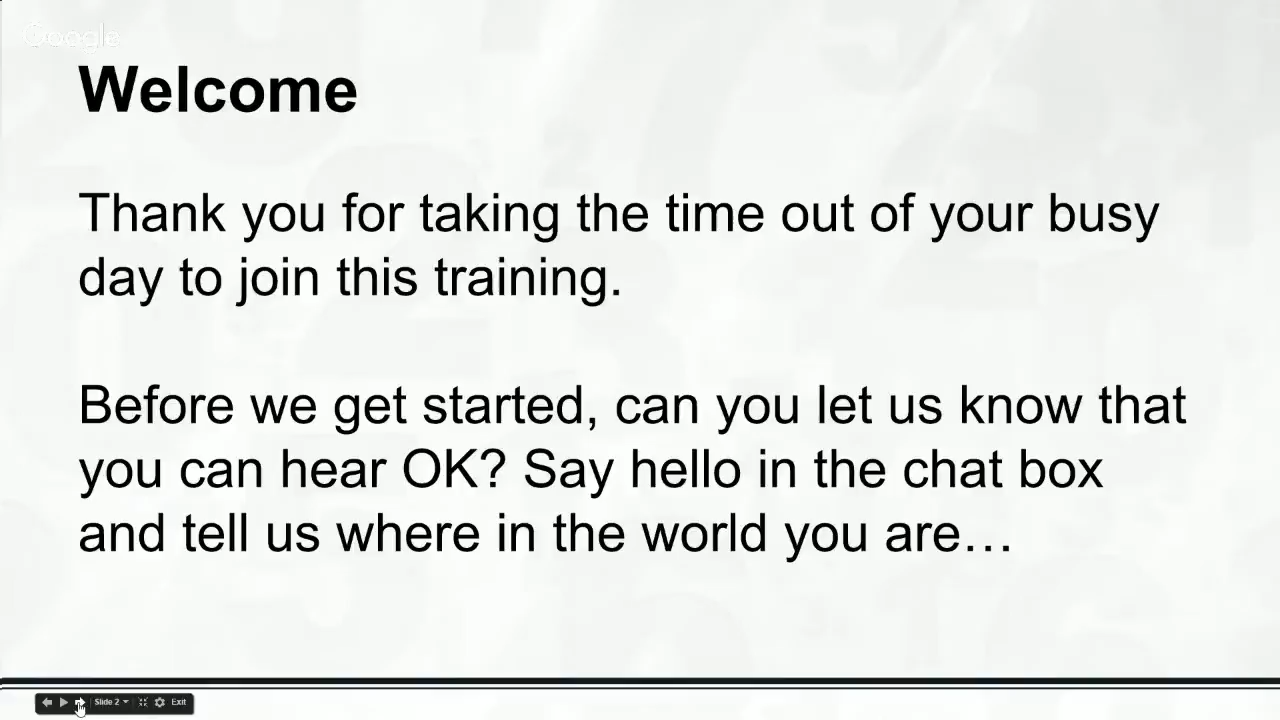 Google
Welcome
Thank you for taking the time out of your busy
day to join this training.
Before we get started, can you let us know that
you can hear OK? Say hello in the chat box
and tell us where in the world you are…
Slide 2
Exit